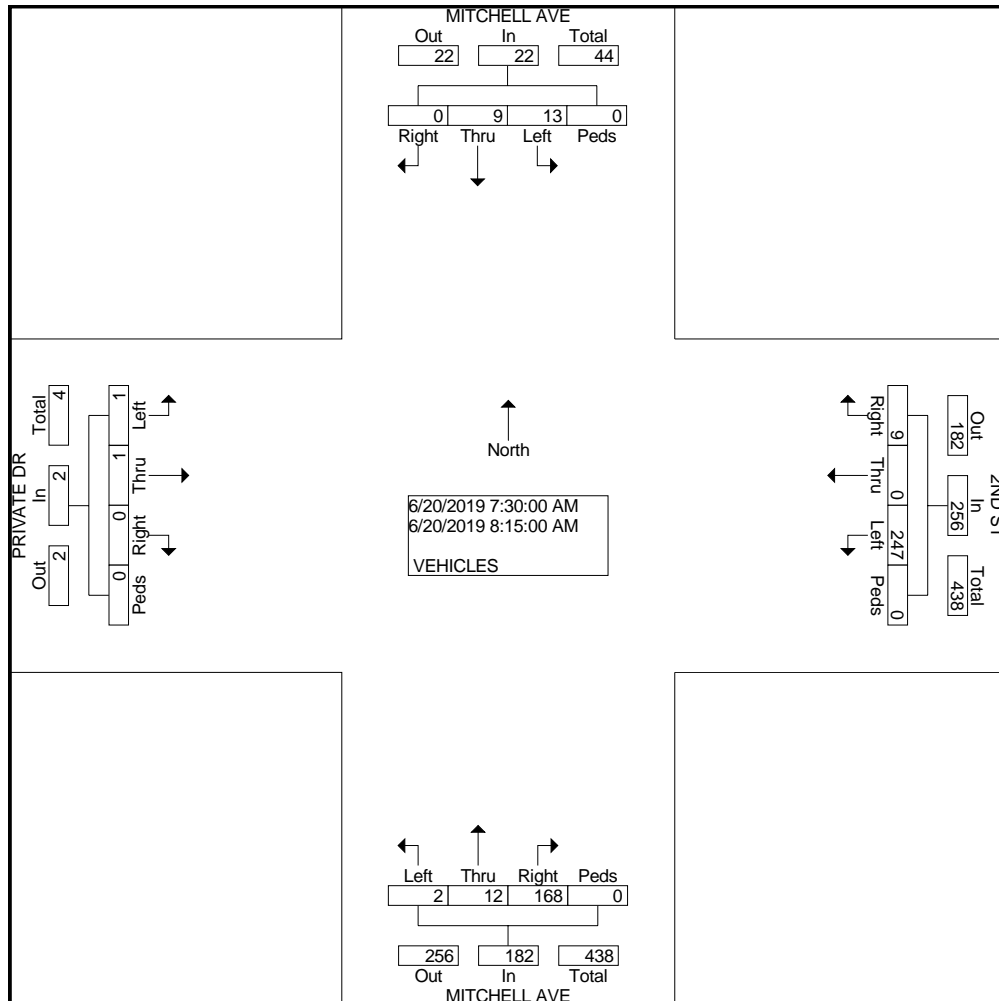 MITCHELL AVE
Out In Total
22 22 44
0 9 13 0
Right Thru Left Peds
PRIVATE DR
Total In Out
4 2 2
1 1 0 0
Left Thru Right Peds
North
6/20/2019 7:30:00 AM
6/20/2019 8:15:00 AM
VEHICLES
2ND ST
Out In Total
182 256 438
9 0 247 0
Right Thru Left Peds
Left Thru Right Peds
2 12 168 0
256 182 438
Out In Total
MITCHELL AVE